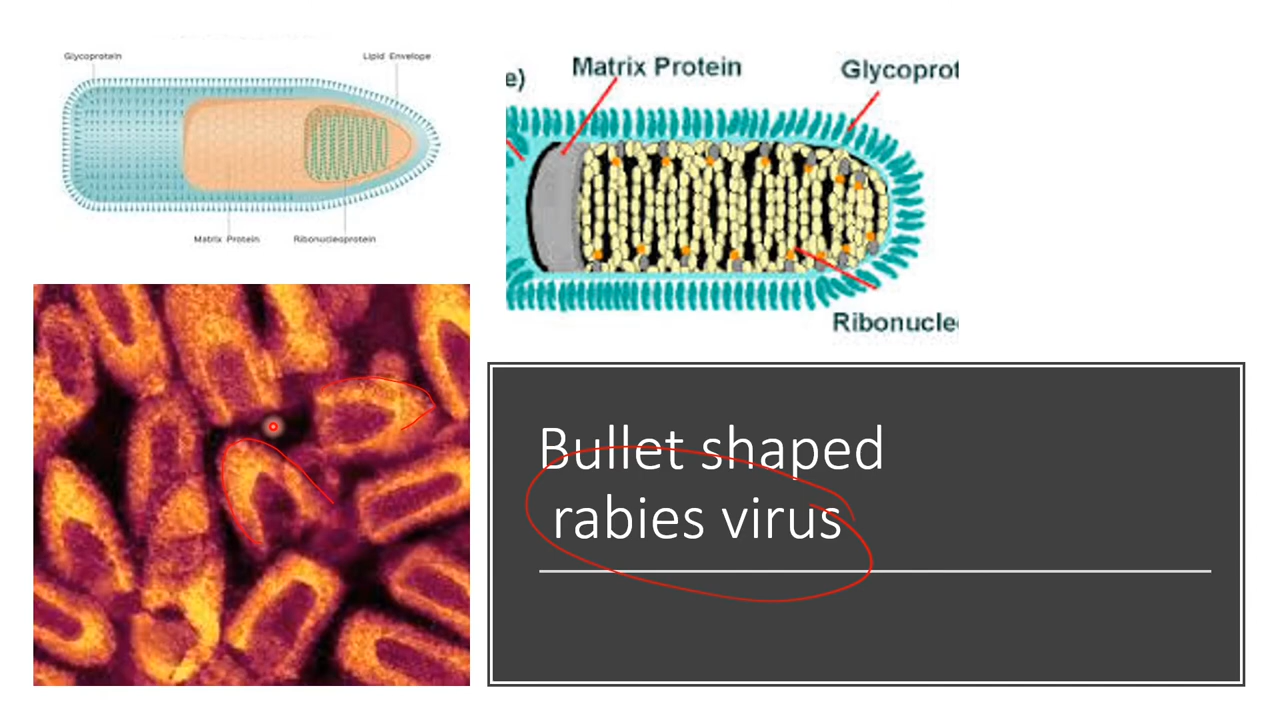 Glycoprotein
Lipid Envelope
Matrix Protein
Ribonucleoprotein
e)
Matrix Protein
Glycoprot
Ribonucle
Bullet shaped
rabies virus